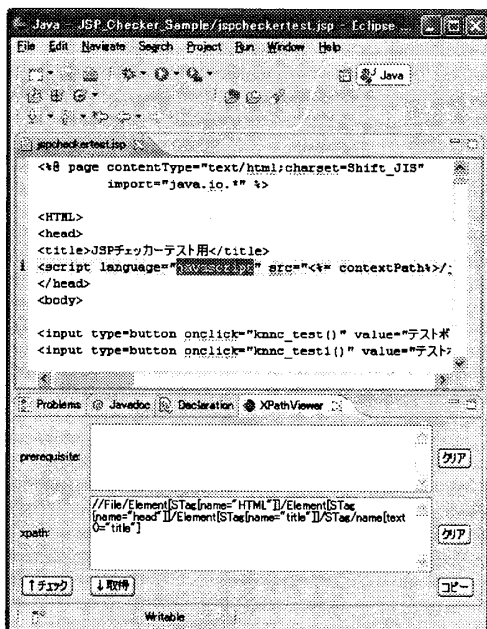 Java - JSP_Checker_Sample/jspcheckertest.jsp - Eclipse ...
File Edit Navigate Search Project Run Window Help
Java
jspcheckertest.jsp
<%@ page contentType="text/html;charset=Shift_JIS"
import="java.io.*" %>
<HTML>
<head>
<title>JSPチェッカーテスト用</title>
<script language="javascript" src="<%= contextPath%>/
</head>
<body>
<input type=button onclick="knnc_test()" value="テストボ
<input type=button onclick="knnc_test1()" value="テスト
Problems Javadoc Declaration XPathViewer
prerequisite:
クリア
//File/Element[STag[name="HTML"]]/Element[STag
[name="head"]]/Element[STag[name="title"]]/STag/name[text
()="title"]
xpath:
クリア
↑チェック ↓取得 コピー
Writable